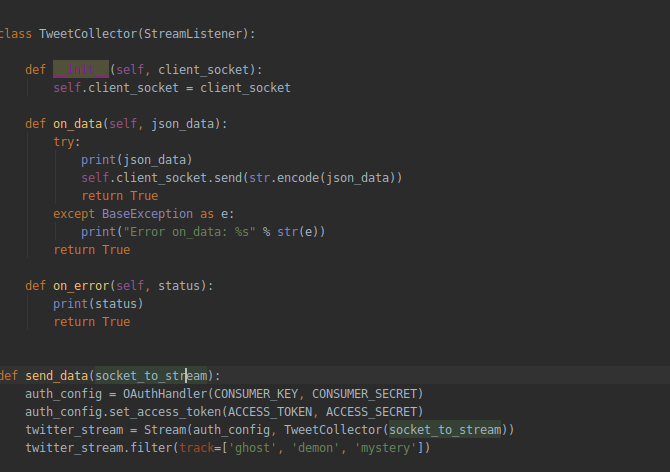 class TweetCollector(StreamListener):
def __init__(self, client_socket):
self.client_socket = client_socket
def on_data(self, json_data):
try:
print(json_data)
self.client_socket.send(str.encode(json_data))
return True
except BaseException as e:
print("Error on_data: %s" % str(e))
return True
def on_error(self, status):
print(status)
return True
def send_data(socket_to_stream):
auth_config = OAuthHandler(CONSUMER_KEY, CONSUMER_SECRET)
auth_config.set_access_token(ACCESS_TOKEN, ACCESS_SECRET)
twitter_stream = Stream(auth_config, TweetCollector(socket_to_stream))
twitter_stream.filter(track=['ghost', 'demon', 'mystery'])